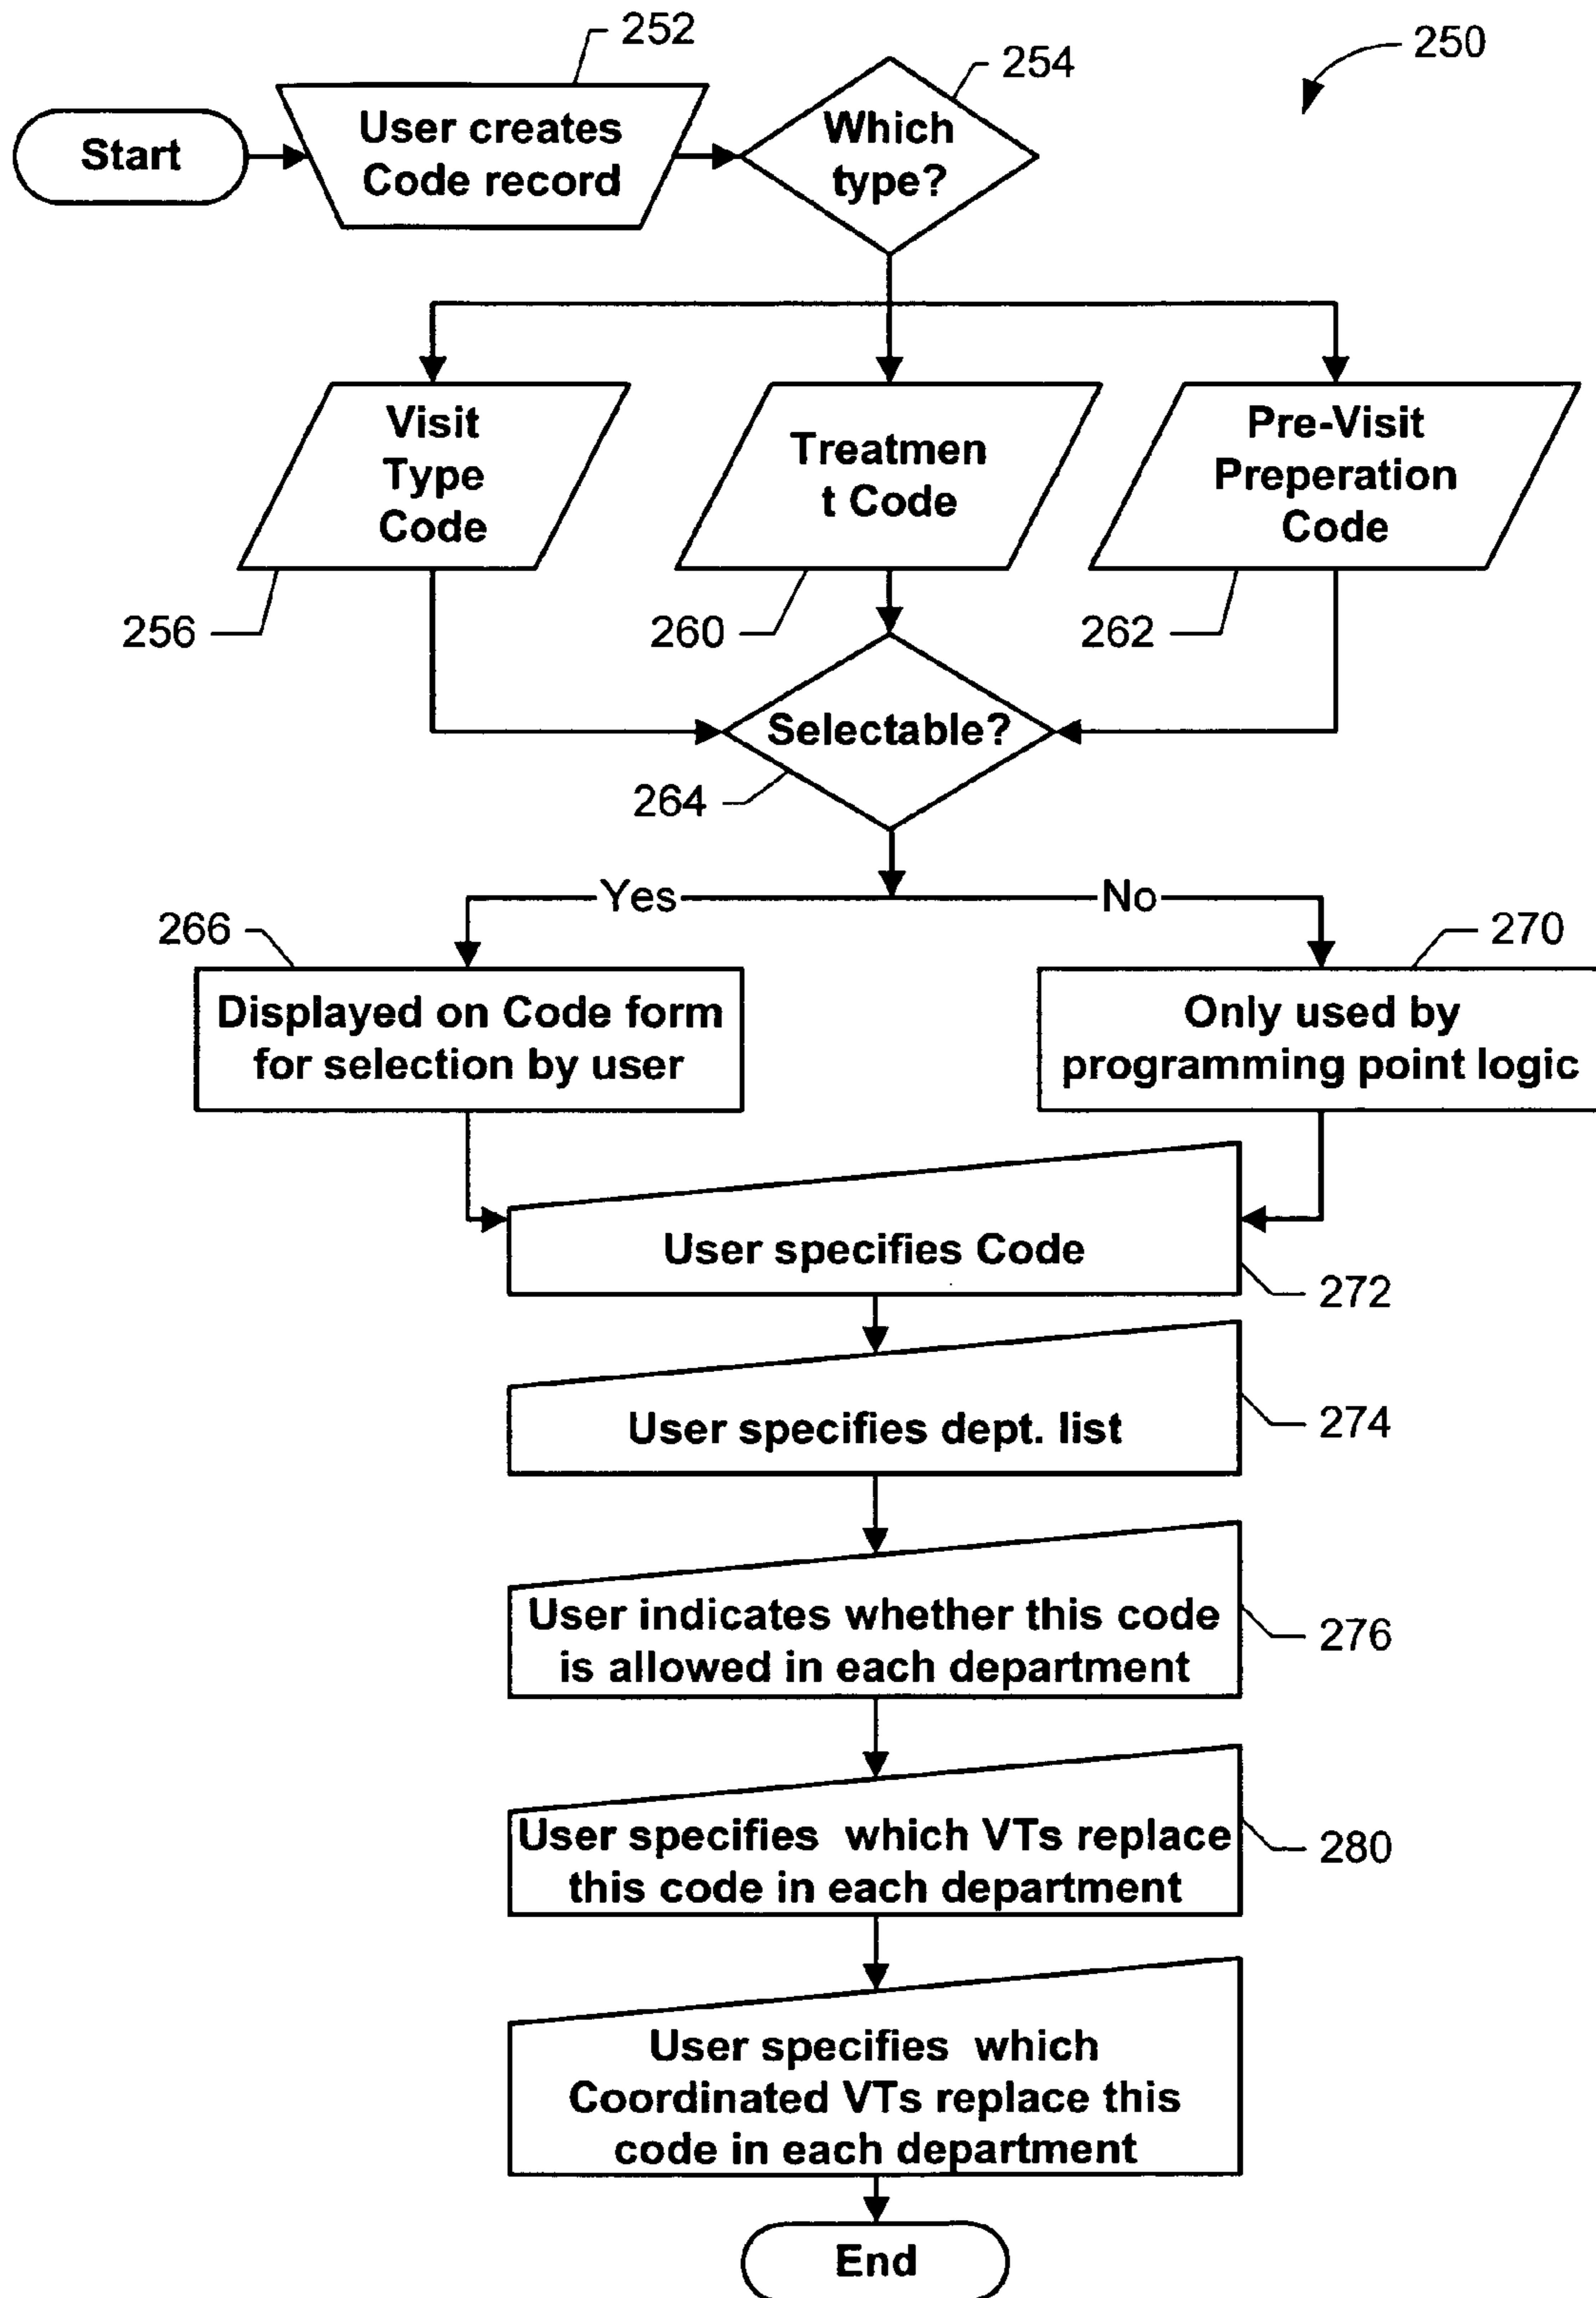 252
254
250
Start
User creates
Code record
Which
type?
Visit
Type
Code
Treatmen
t Code
Pre-Visit
Preperation
Code
256
260
262
Selectable?
264
Yes
No
266
270
Displayed on Code form
for selection by user
Only used by
programming point logic
User specifies Code
272
User specifies dept. list
274
User indicates whether this code
is allowed in each department
276
User specifies which VTs replace
this code in each department
280
User specifies which
Coordinated VTs replace this
code in each department
End